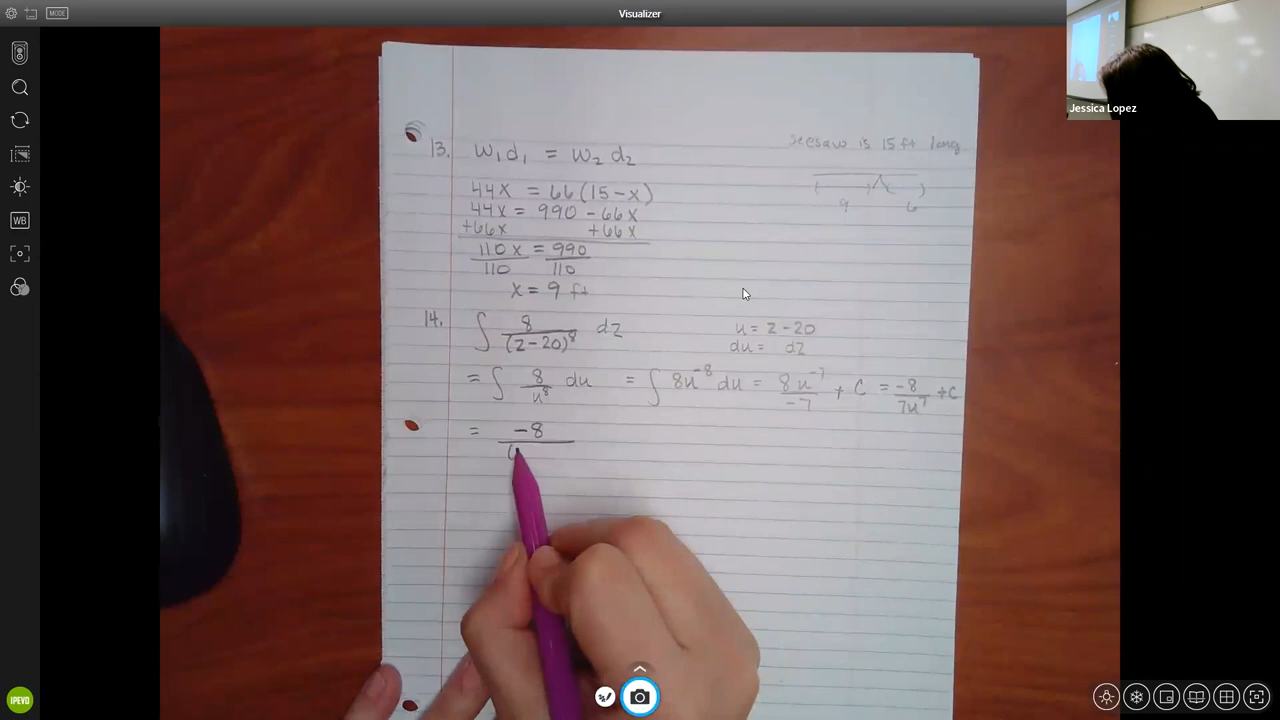 MODE
Visualizer
Jessica Lopez
seesaw is 15 ft long
13. W₁d₁ = W₂d₂
9 6
44x = 66(15-x)
44x = 990 - 66x
+66x +66x
110x = 990
110 110
x = 9 ft
14. ∫ 8/(z-20)⁸ dz
u = z-20
du = dz
= ∫ 8/u⁸ du = ∫ 8u⁻⁸ du = 8u⁻⁷/-7 + C = -8/7u⁷ + C
= -8
(
WB
IPEVO